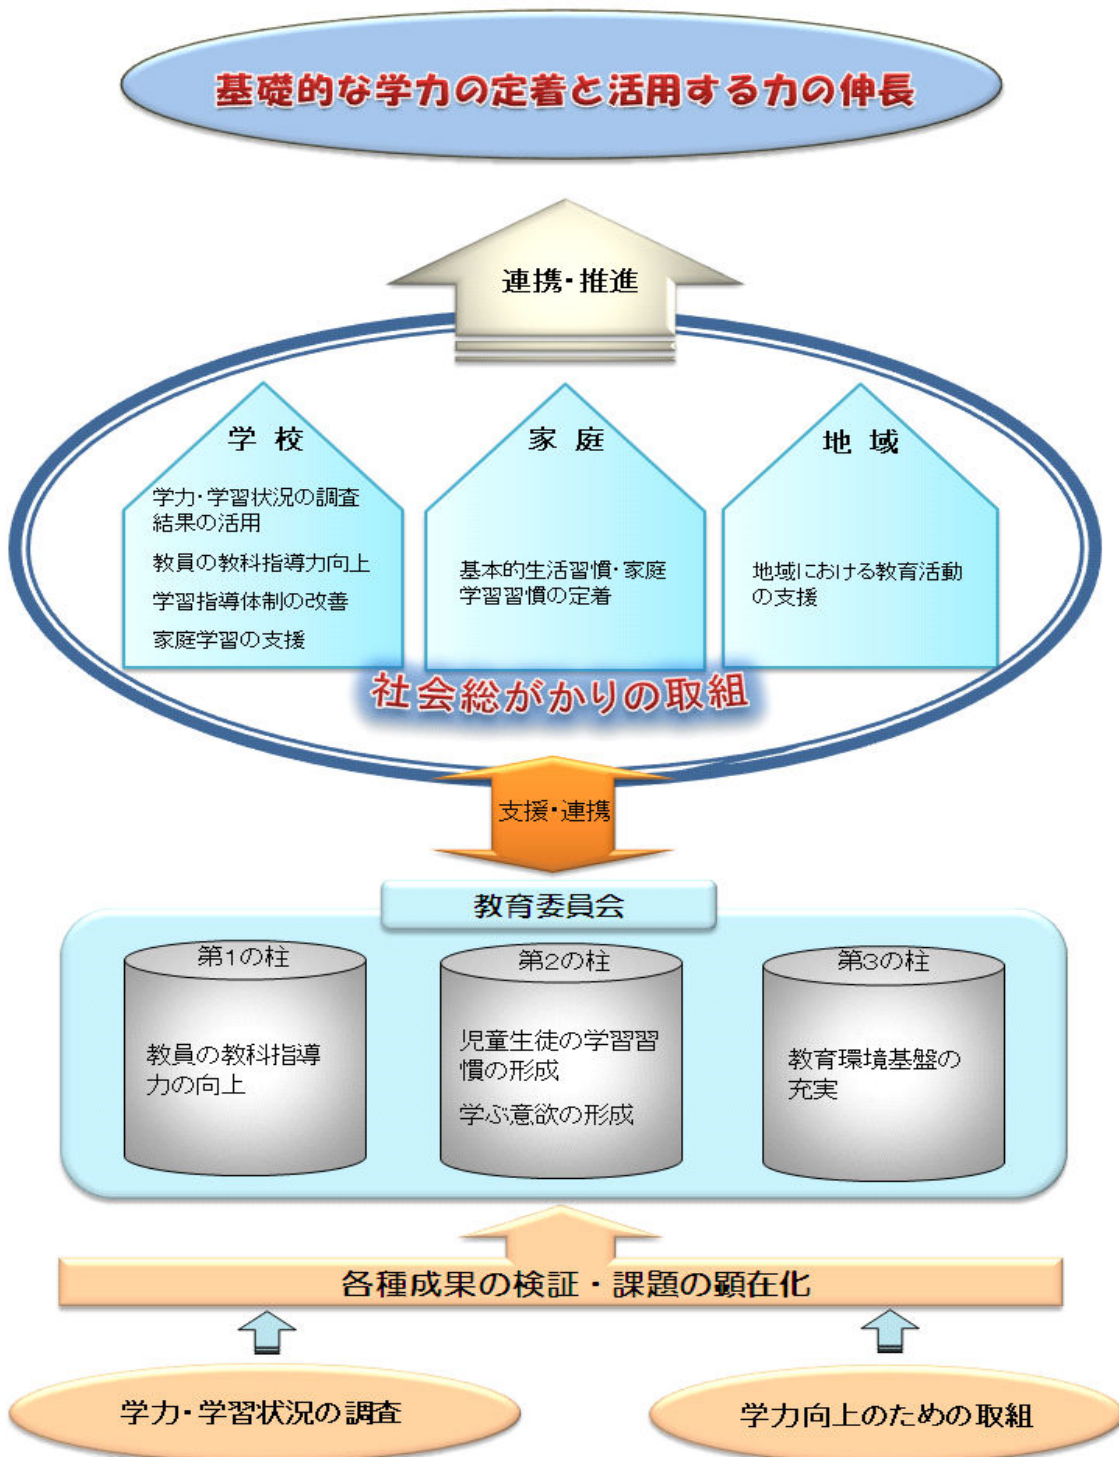 基礎的な学力の定着と活用する力の伸長
連携・推進
学 校
学力・学習状況の調査
結果の活用
教員の教科指導力向上
学習指導体制の改善
家庭学習の支援
家 庭
基本的生活習慣・家庭
学習習慣の定着
地 域
地域における教育活動
の支援
社会総がかりの取組
支援・連携
教育委員会
第1の柱
教員の教科指導
力の向上
第2の柱
児童生徒の学習習
慣の形成
学ぶ意欲の形成
第3の柱
教育環境基盤の
充実
各種成果の検証・課題の顕在化
学力・学習状況の調査
学力向上のための取組